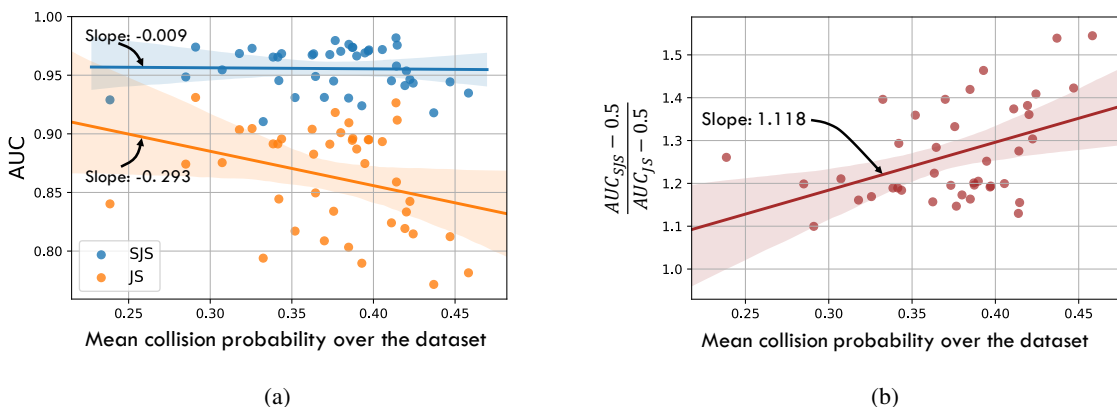 1.00
0.95
0.90
0.85
0.80
AUC
Slope: -0.009
Slope: -0.293
SJS
JS
0.25 0.30 0.35 0.40 0.45
Mean collision probability over the dataset
(a)
1.5
1.4
1.3
1.2
1.1
1.0
AUC_SJS − 0.5
AUC_JS − 0.5
Slope: 1.118
0.25 0.30 0.35 0.40 0.45
Mean collision probability over the dataset
(b)